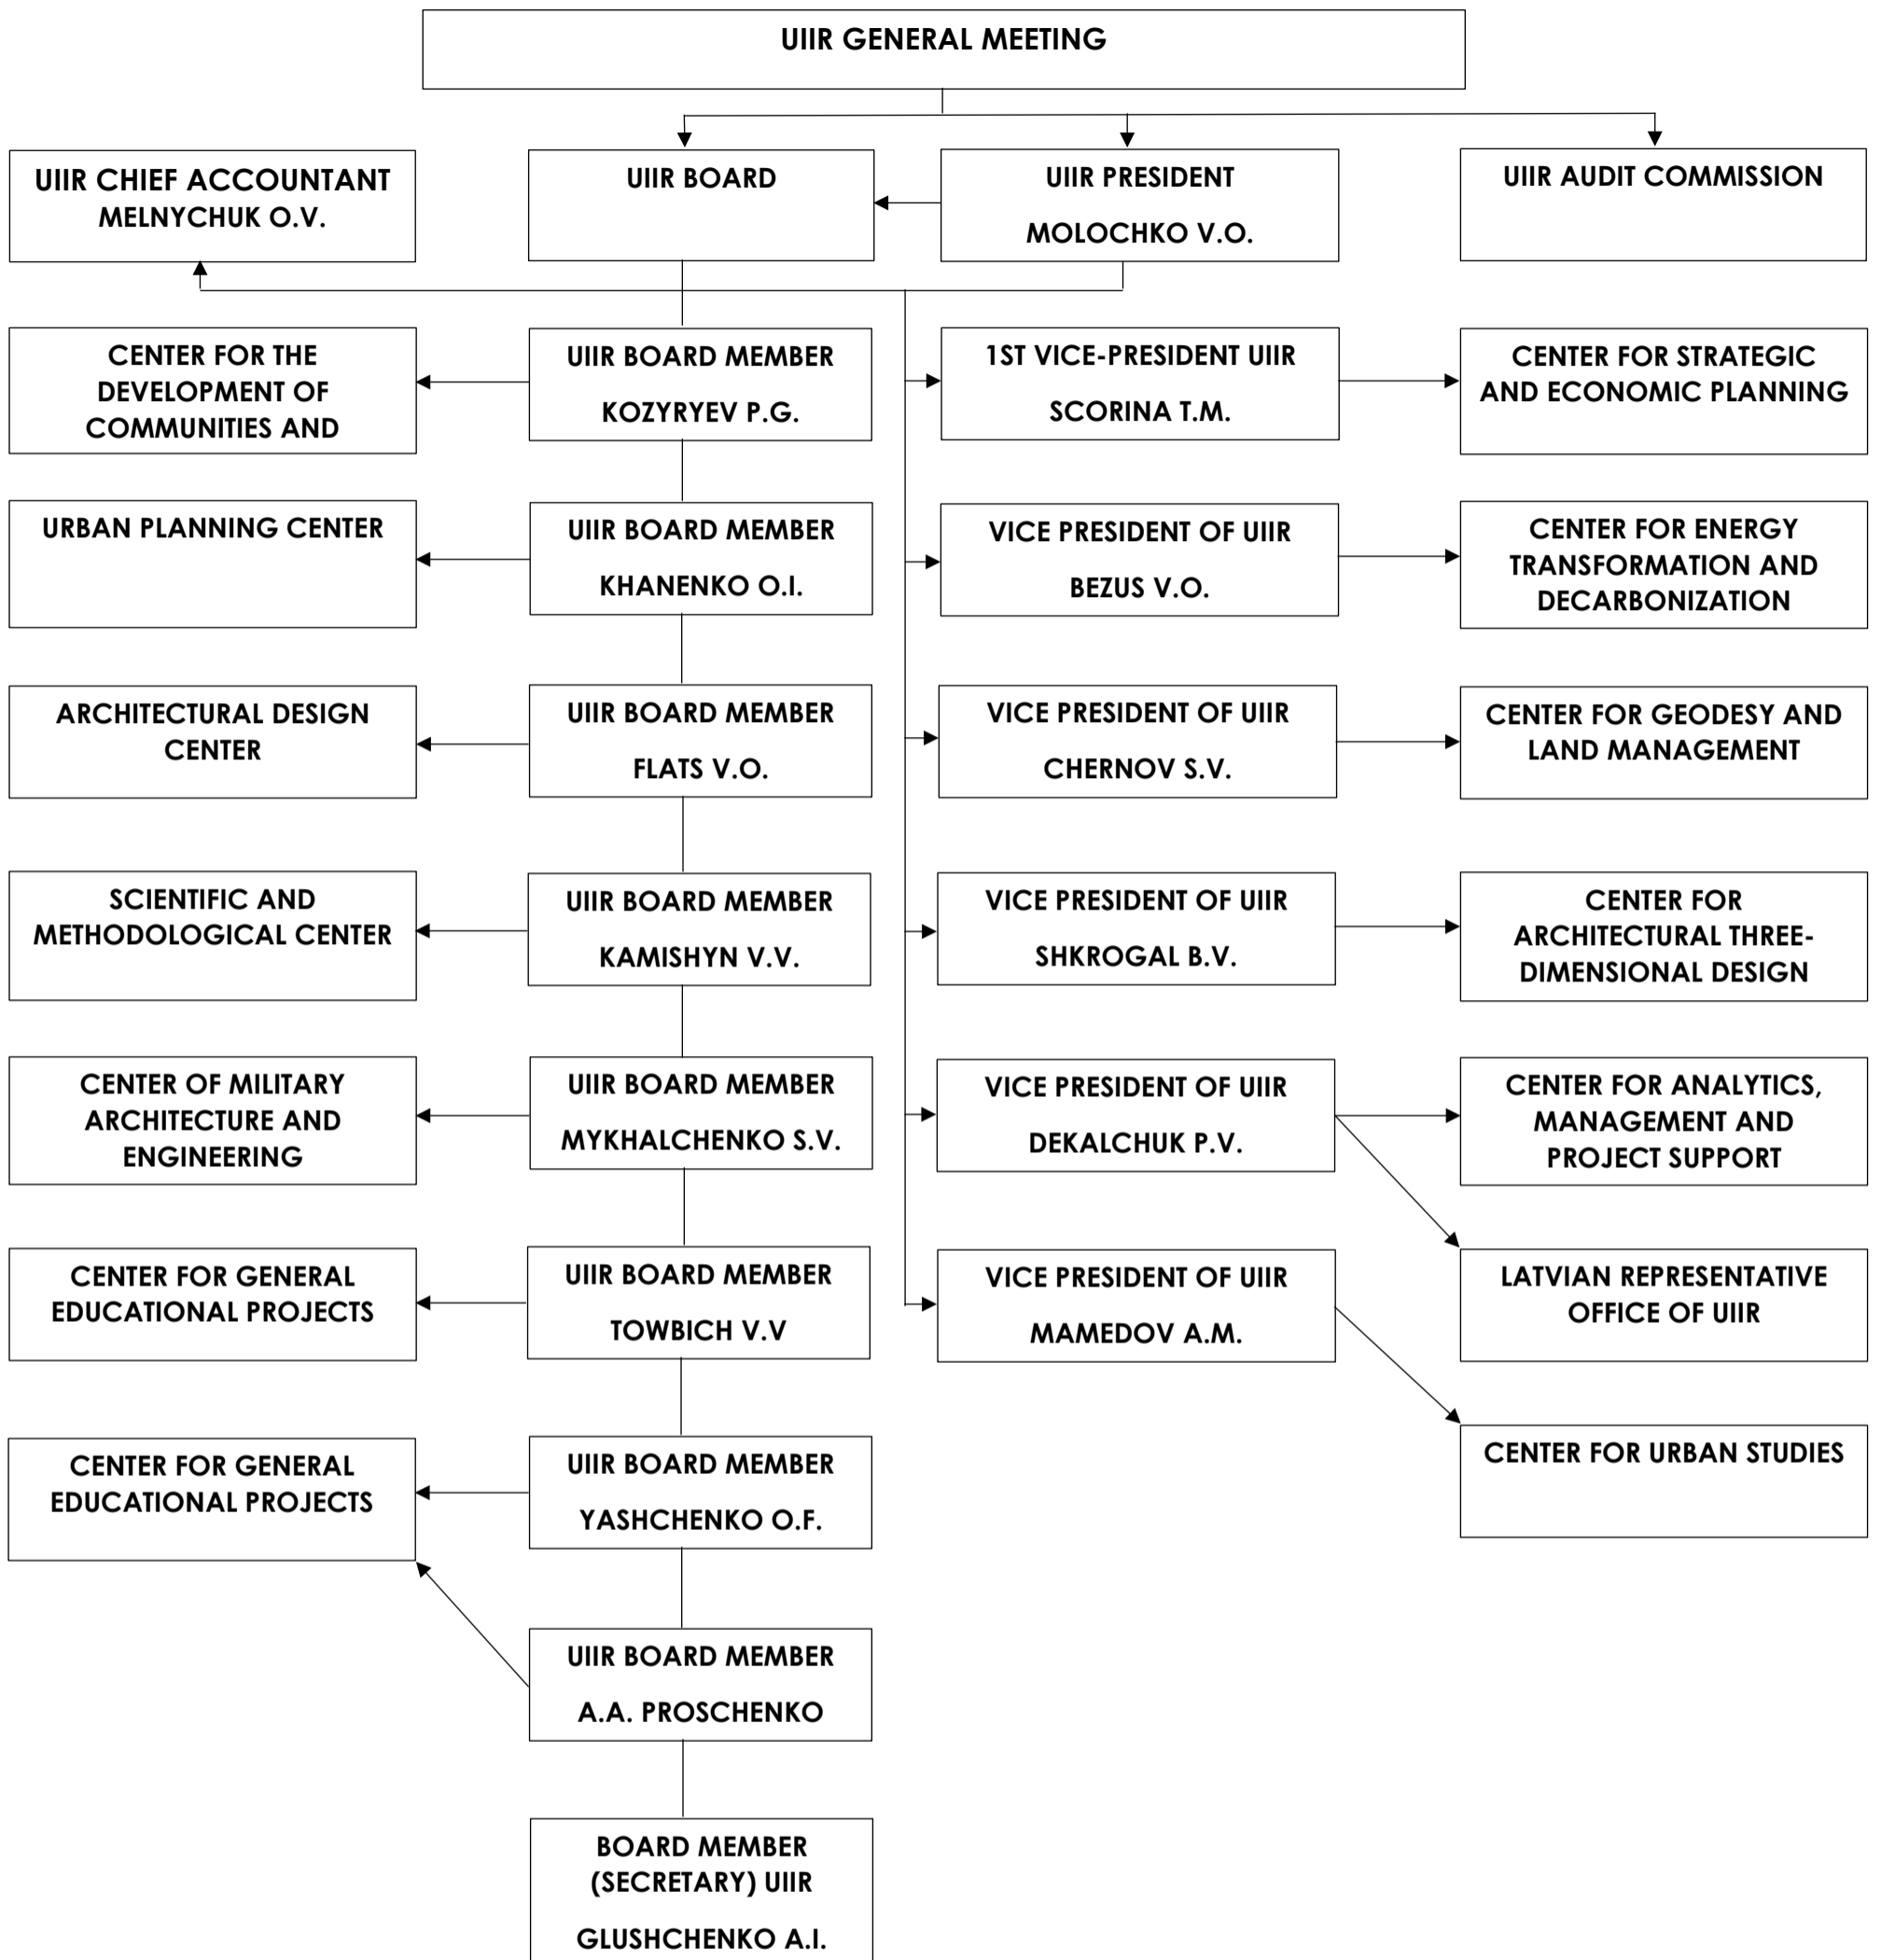 UIIR GENERAL MEETING
UIIR CHIEF ACCOUNTANT
MELNYCHUK O.V.
UIIR BOARD
UIIR PRESIDENT
MOLOCHKO V.O.
UIIR AUDIT COMMISSION
CENTER FOR THE
DEVELOPMENT OF
COMMUNITIES AND
UIIR BOARD MEMBER
KOZYRYEV P.G.
1ST VICE-PRESIDENT UIIR
SCORINA T.M.
CENTER FOR STRATEGIC
AND ECONOMIC PLANNING
URBAN PLANNING CENTER
UIIR BOARD MEMBER
KHANENKO O.I.
VICE PRESIDENT OF UIIR
BEZUS V.O.
CENTER FOR ENERGY
TRANSFORMATION AND
DECARBONIZATION
ARCHITECTURAL DESIGN
CENTER
UIIR BOARD MEMBER
FLATS V.O.
VICE PRESIDENT OF UIIR
CHERNOV S.V.
CENTER FOR GEODESY AND
LAND MANAGEMENT
SCIENTIFIC AND
METHODOLOGICAL CENTER
UIIR BOARD MEMBER
KAMISHYN V.V.
VICE PRESIDENT OF UIIR
SHKROGAL B.V.
CENTER FOR
ARCHITECTURAL THREE-
DIMENSIONAL DESIGN
CENTER OF MILITARY
ARCHITECTURE AND
ENGINEERING
UIIR BOARD MEMBER
MYKHALCHENKO S.V.
VICE PRESIDENT OF UIIR
DEKALCHUK P.V.
CENTER FOR ANALYTICS,
MANAGEMENT AND
PROJECT SUPPORT
CENTER FOR GENERAL
EDUCATIONAL PROJECTS
UIIR BOARD MEMBER
TOWBICH V.V
VICE PRESIDENT OF UIIR
MAMEDOV A.M.
LATVIAN REPRESENTATIVE
OFFICE OF UIIR
CENTER FOR GENERAL
EDUCATIONAL PROJECTS
UIIR BOARD MEMBER
YASHCHENKO O.F.
CENTER FOR URBAN STUDIES
UIIR BOARD MEMBER
A.A. PROSCHENKO
BOARD MEMBER
(SECRETARY) UIIR
GLUSHCHENKO A.I.